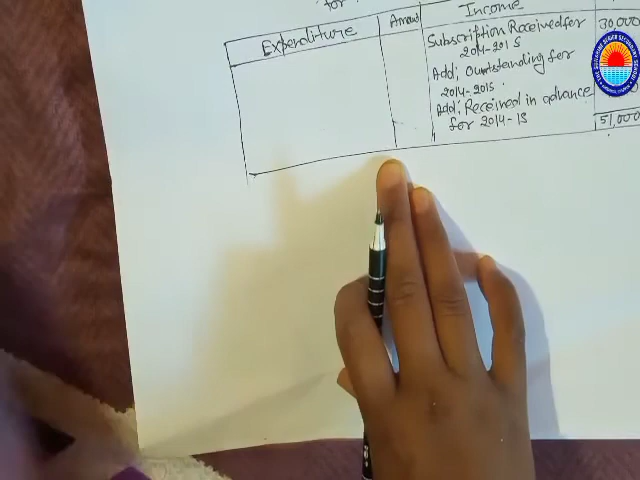 for
Expenditure
Amount
Income
Subscription Received for
2014-2015
30,000
Add: Outstanding for
2014-2015.
Add: Received in advance
for 2014-15
51,000